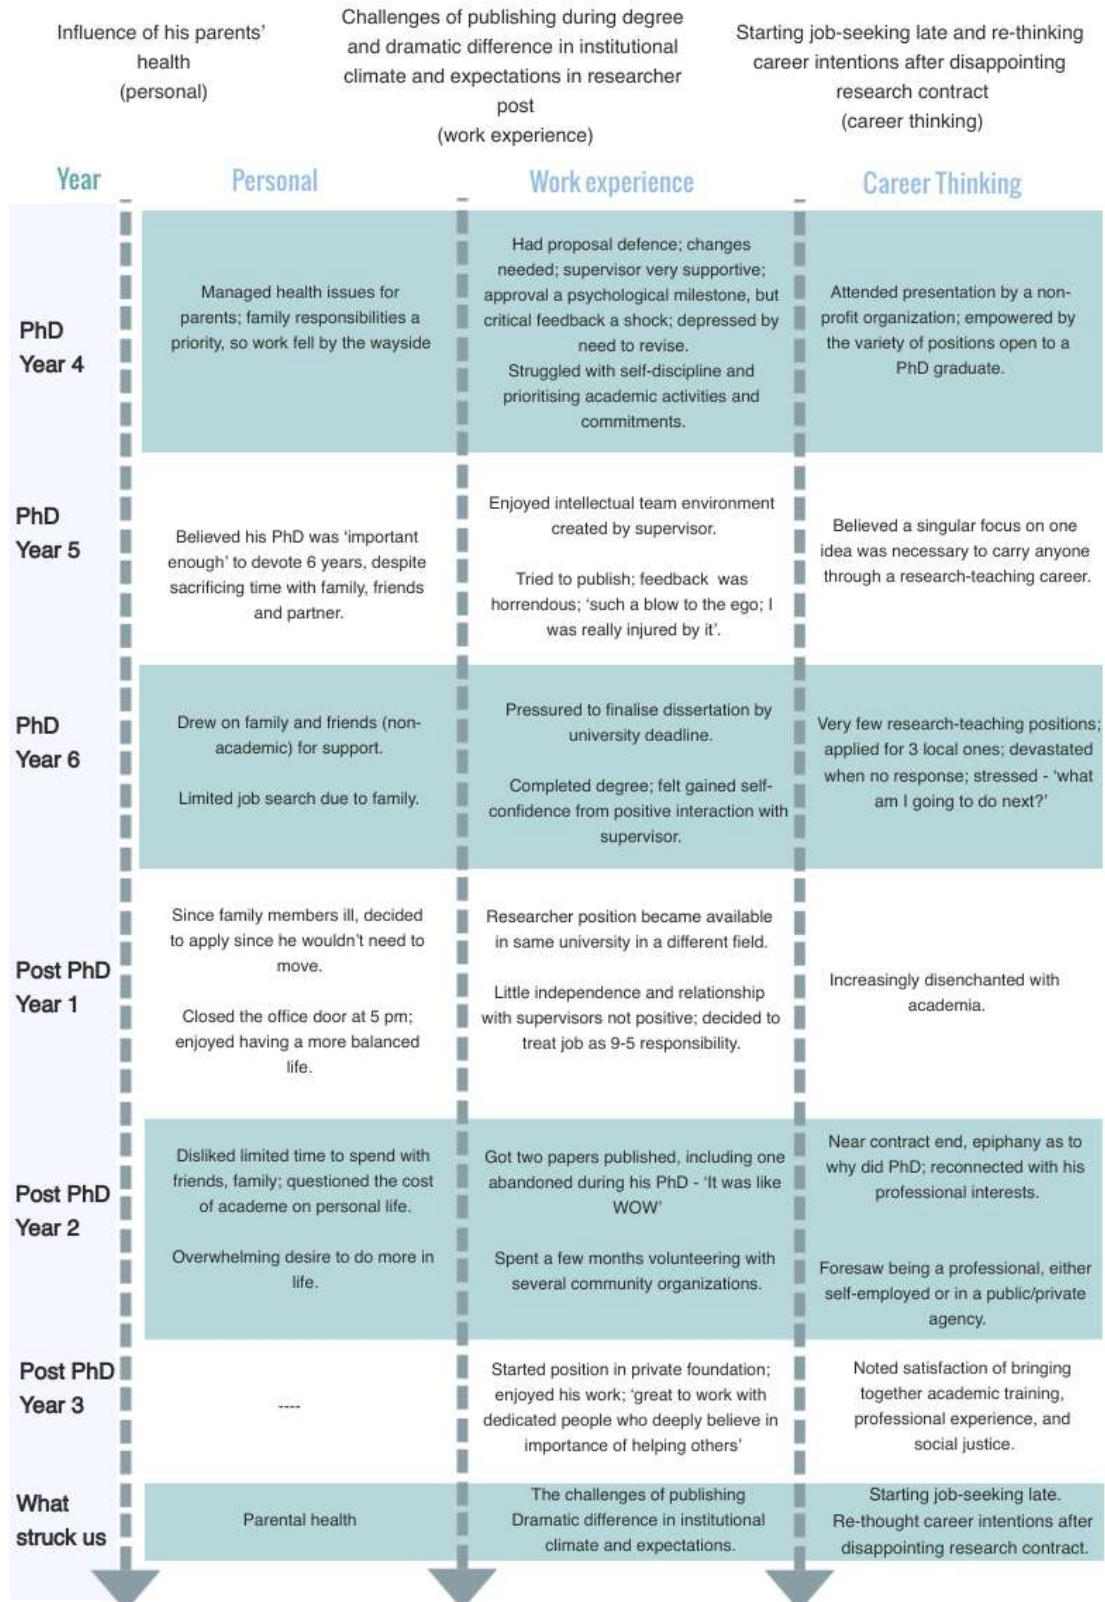 Influence of his parents’
health
(personal)
Challenges of publishing during degree
and dramatic difference in institutional
climate and expectations in researcher
post
(work experience)
Starting job-seeking late and re-thinking
career intentions after disappointing
research contract
(career thinking)
Year
Personal
Work experience
Career Thinking
PhD
Year 4
Managed health issues for
parents; family responsibilities a
priority, so work fell by the wayside
Had proposal defence; changes
needed; supervisor very supportive;
approval a psychological milestone, but
critical feedback a shock; depressed by
need to revise.
Struggled with self-discipline and
prioritising academic activities and
commitments.
Attended presentation by a non-
profit organization; empowered by
the variety of positions open to a
PhD graduate.
PhD
Year 5
Believed his PhD was ‘important
enough’ to devote 6 years, despite
sacrificing time with family, friends
and partner.
Enjoyed intellectual team environment
created by supervisor.
Tried to publish; feedback was
horrendous; ‘such a blow to the ego; I
was really injured by it’.
Believed a singular focus on one
idea was necessary to carry anyone
through a research-teaching career.
PhD
Year 6
Drew on family and friends (non-
academic) for support.
Limited job search due to family.
Pressured to finalise dissertation by
university deadline.
Completed degree; felt gained self-
confidence from positive interaction with
supervisor.
Very few research-teaching positions;
applied for 3 local ones; devastated
when no response; stressed - ‘what
am I going to do next?’
Post PhD
Year 1
Since family members ill, decided
to apply since he wouldn’t need to
move.
Closed the office door at 5 pm;
enjoyed having a more balanced
life.
Researcher position became available
in same university in a different field.
Little independence and relationship
with supervisors not positive; decided to
treat job as 9-5 responsibility.
Increasingly disenchanted with
academia.
Post PhD
Year 2
Disliked limited time to spend with
friends, family; questioned the cost
of academe on personal life.
Overwhelming desire to do more in
life.
Got two papers published, including one
abandoned during his PhD - ‘It was like
WOW’
Spent a few months volunteering with
several community organizations.
Near contract end, epiphany as to
why did PhD; reconnected with his
professional interests.
Foresaw being a professional, either
self-employed or in a public/private
agency.
Post PhD
Year 3
----
Started position in private foundation;
enjoyed his work; ‘great to work with
dedicated people who deeply believe in
importance of helping others’
Noted satisfaction of bringing
together academic training,
professional experience, and
social justice.
What
struck us
Parental health
The challenges of publishing
Dramatic difference in institutional
climate and expectations.
Starting job-seeking late.
Re-thought career intentions after
disappointing research contract.